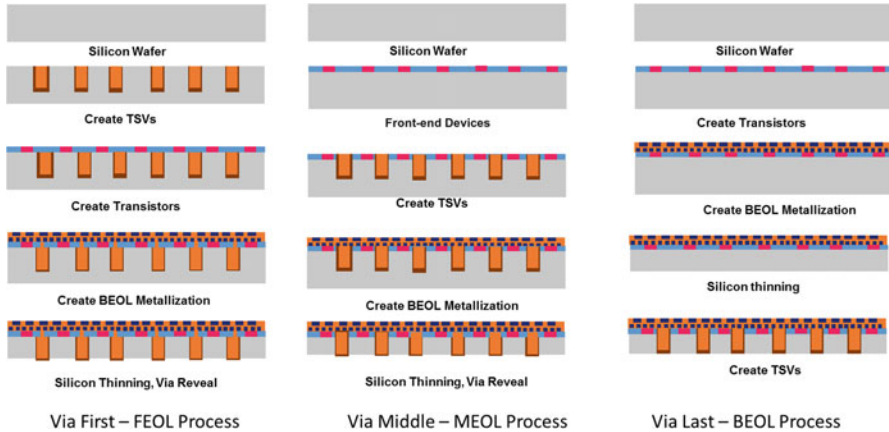 Silicon Wafer
Create TSVs
Create Transistors
Create BEOL Metallization
Silicon Thinning, Via Reveal
Via First – FEOL Process
Silicon Wafer
Front-end Devices
Create TSVs
Create BEOL Metallization
Silicon Thinning, Via Reveal
Via Middle – MEOL Process
Silicon Wafer
Create Transistors
Create BEOL Metallization
Silicon thinning
Create TSVs
Via Last – BEOL Process